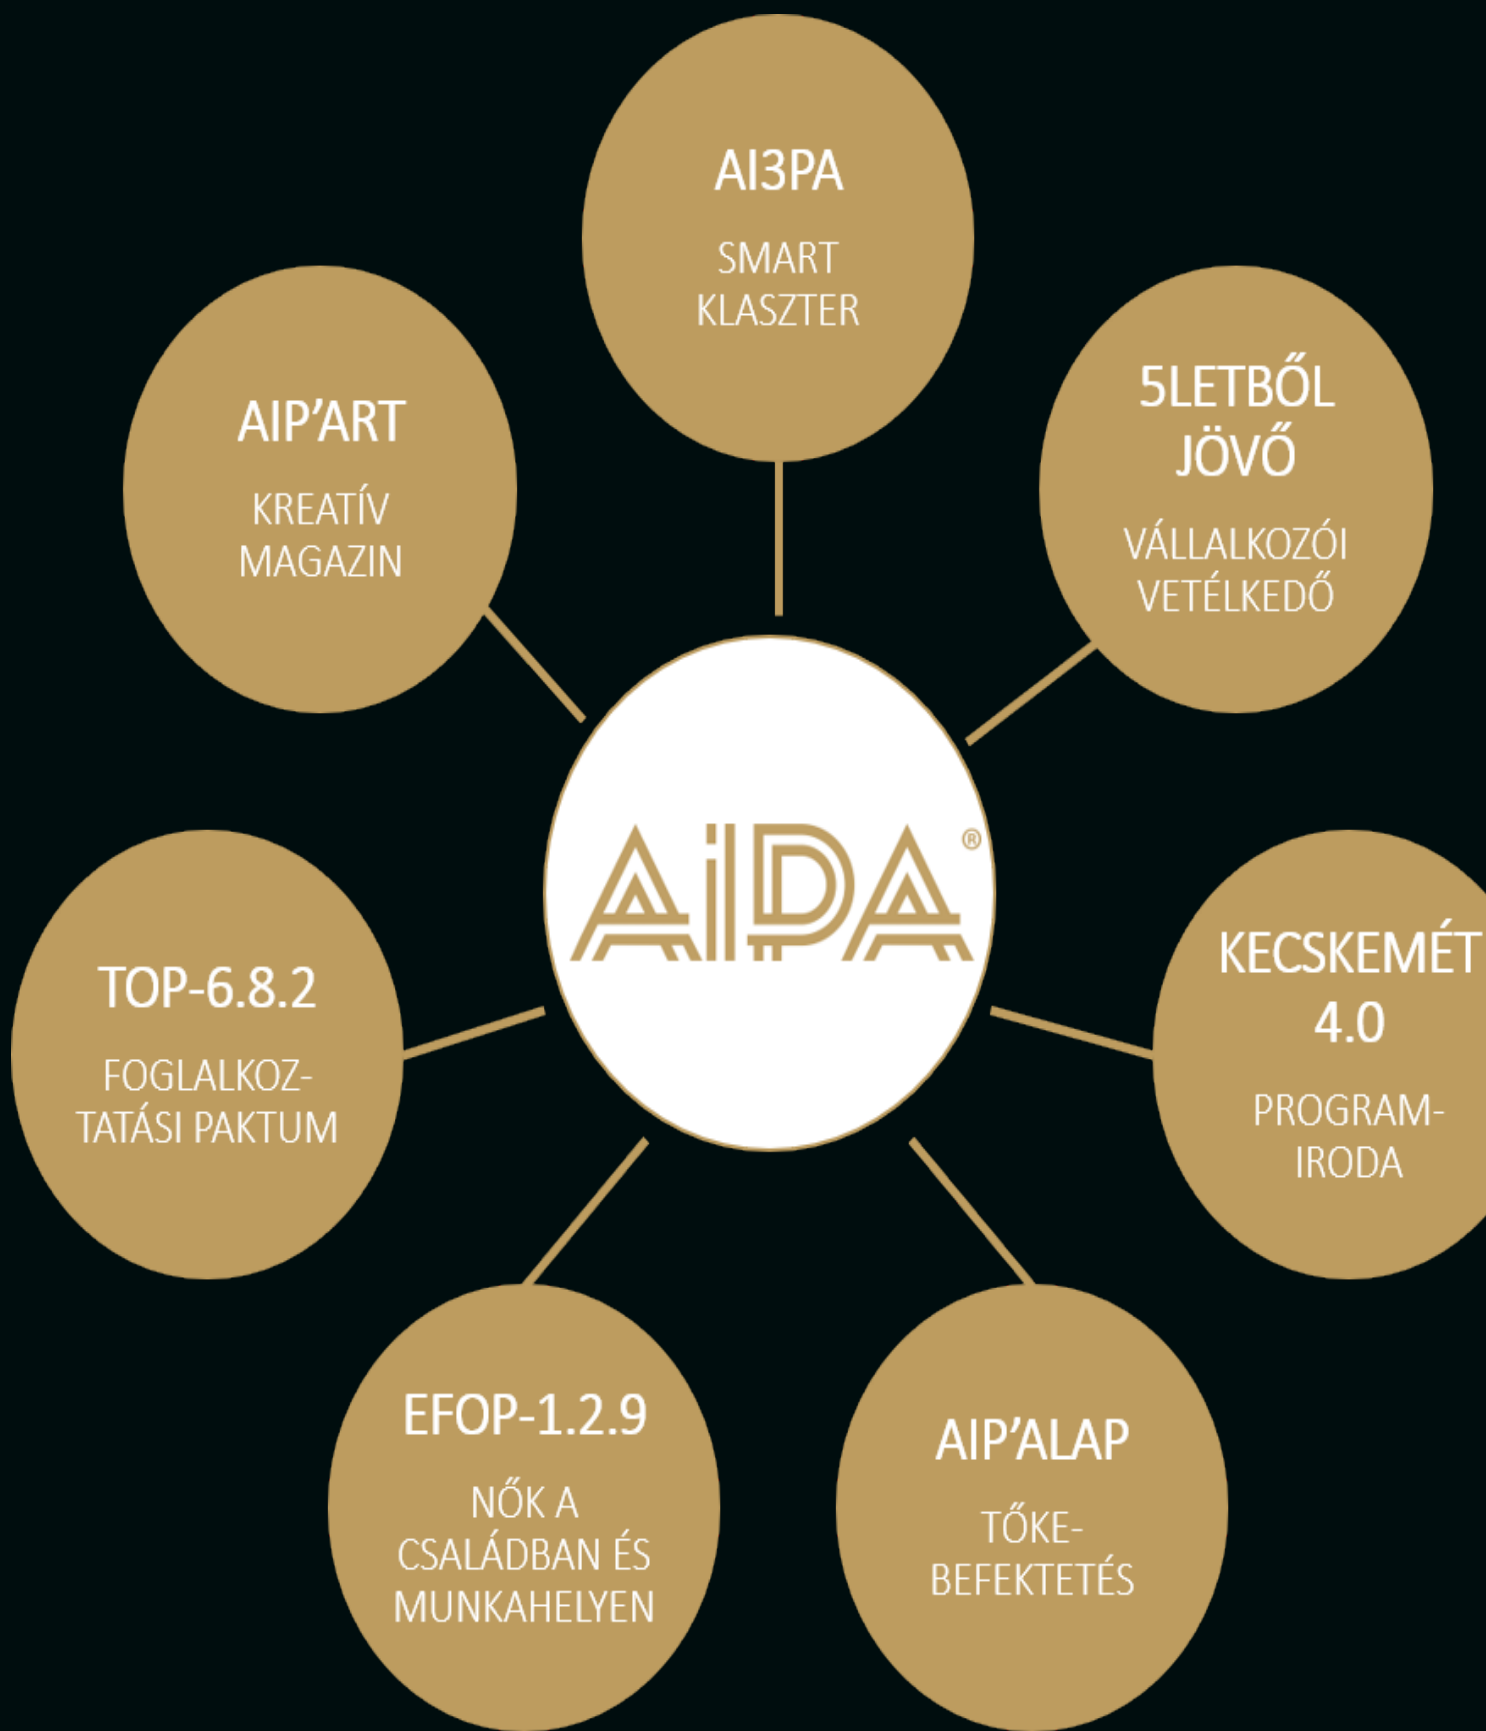 AI3PA
SMART
KLASZTER
5LETBŐL
JÖVŐ
VÁLLALKOZÓI
VETÉLKEDŐ
KECSKEMÉT
4.0
PROGRAM-
IRODA
AIP'ALAP
TŐKE-
BEFEKTETÉS
EFOP-1.2.9
NŐK A
CSALÁDBAN ÉS
MUNKAHELYEN
TOP-6.8.2
FOGLALKOZ-
TATÁSI PAKTUM
AIP'ART
KREATÍV
MAGAZIN
AiPA®